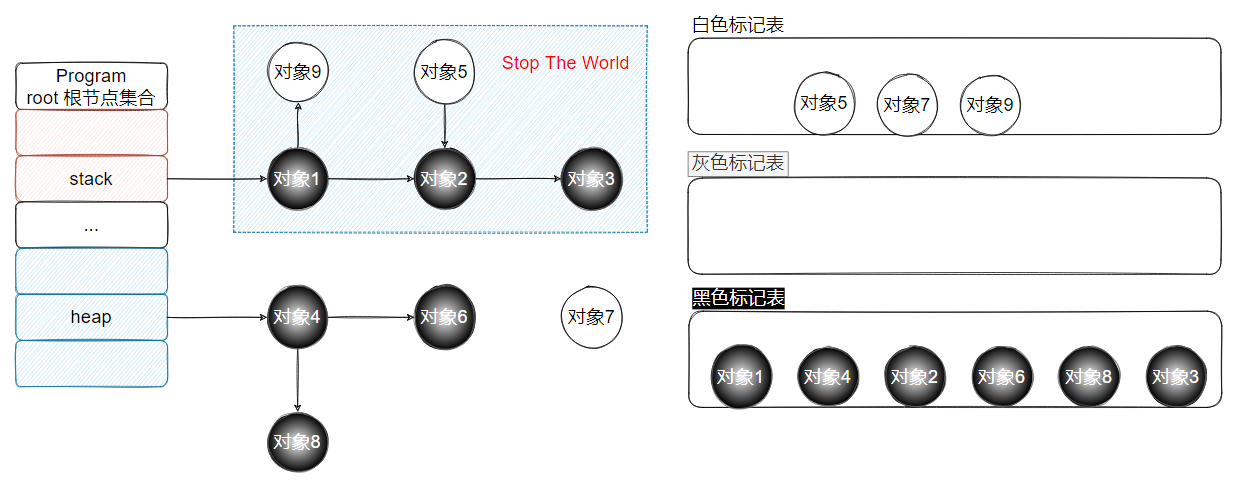 Program
root 根节点集合
stack
...
heap
Stop The World
对象9
对象5
对象1
对象2
对象3
对象4
对象6
对象7
对象8
白色标记表
对象5
对象7
对象9
灰色标记表
黑色标记表
对象1
对象4
对象2
对象6
对象8
对象3